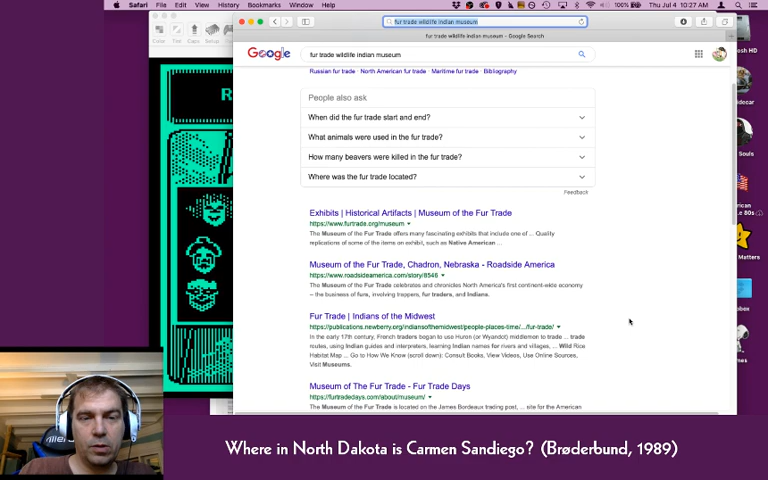 Safari File Edit View History Bookmarks Window Help
100% Thu Jul 4 10:27 AM
fur trade wildlife indian museum
fur trade wildlife indian museum - Google Search
Google
fur trade wildlife indian museum
Russian fur trade · North American fur trade · Maritime fur trade · Bibliography
People also ask
When did the fur trade start and end?
What animals were used in the fur trade?
How many beavers were killed in the fur trade?
Where was the fur trade located?
Feedback
Exhibits | Historical Artifacts | Museum of the Fur Trade
https://www.furtrade.org/museum
The Museum of the Fur Trade offers many fascinating exhibits that include one of ... Quality
replications of some of the items on exhibit, such as Native American ...
Museum of the Fur Trade, Chadron, Nebraska - Roadside America
https://www.roadsideamerica.com/story/8546
The Museum of the Fur Trade celebrates and chronicles North America's first continent-wide economy
– the business of furs, involving trappers, fur traders, and Indians.
Fur Trade | Indians of the Midwest
https://publications.newberry.org/indiansofthemidwest/people-places-time/.../fur-trade/
In the early 17th century, French traders began to use Huron (or Wyandot) middlemen to trade ... trade
routes, using Indian guides and interpreters, learning Indian names for rivers and villages, ... Wild Rice
Habitat Map ... Go to How We Know (scroll down): Consult Books, View Videos, Use Online Sources,
Visit Museums.
Museum of The Fur Trade - Fur Trade Days
https://furtradedays.com/about/museum/
The Museum of the Fur Trade is located on the James Bordeaux trading post, ... site for the American
Where in North Dakota is Carmen Sandiego? (Brøderbund, 1989)